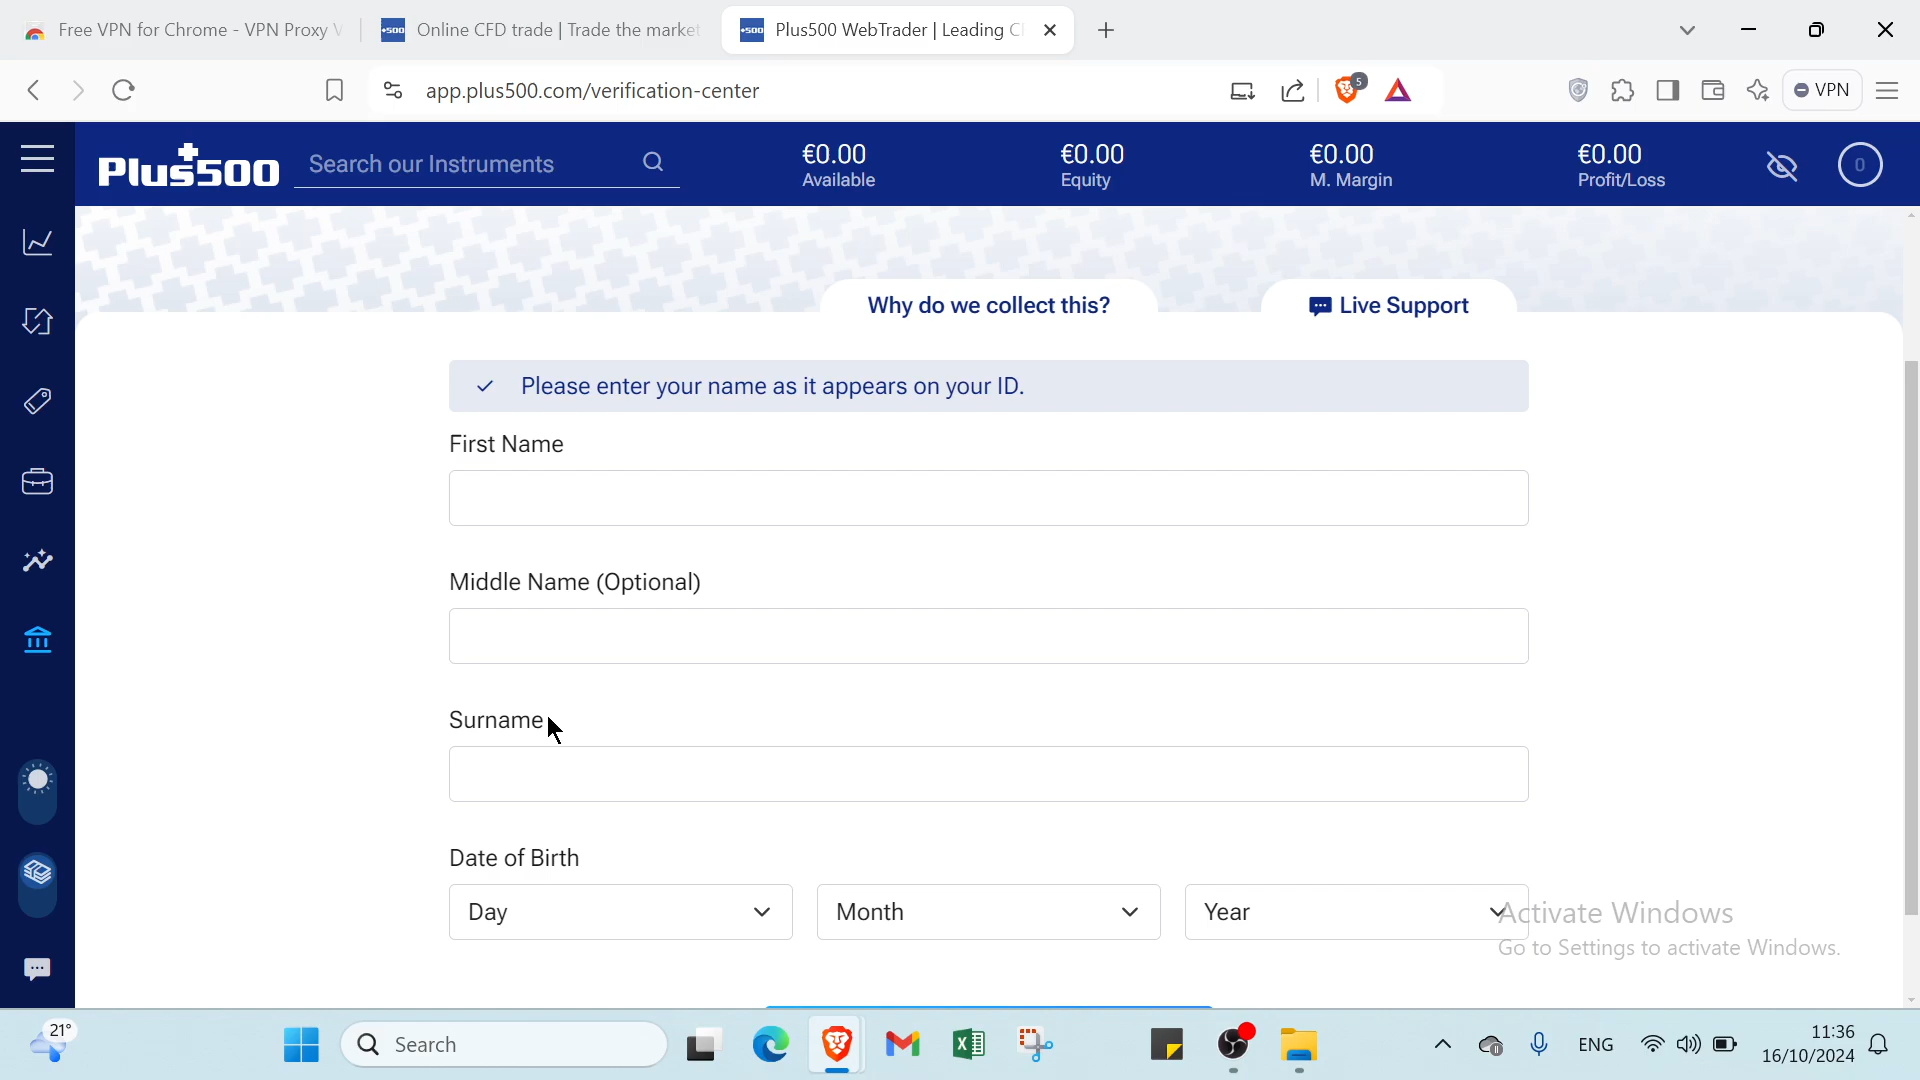 Free VPN for Chrome - VPN Proxy V
Online CFD trade | Trade the market
Plus500 WebTrader | Leading C
app.plus500.com/verification-center
5
VPN
Plus500
Search our Instruments
€0.00
Available
€0.00
Equity
€0.00
M. Margin
€0.00
Profit/Loss
0
Why do we collect this?
Live Support
Please enter your name as it appears on your ID.
First Name
Middle Name (Optional)
Surname
Date of Birth
Day
Month
Year
Activate Windows
Go to Settings to activate Windows.
21°
Search
ENG
11:36
16/10/2024